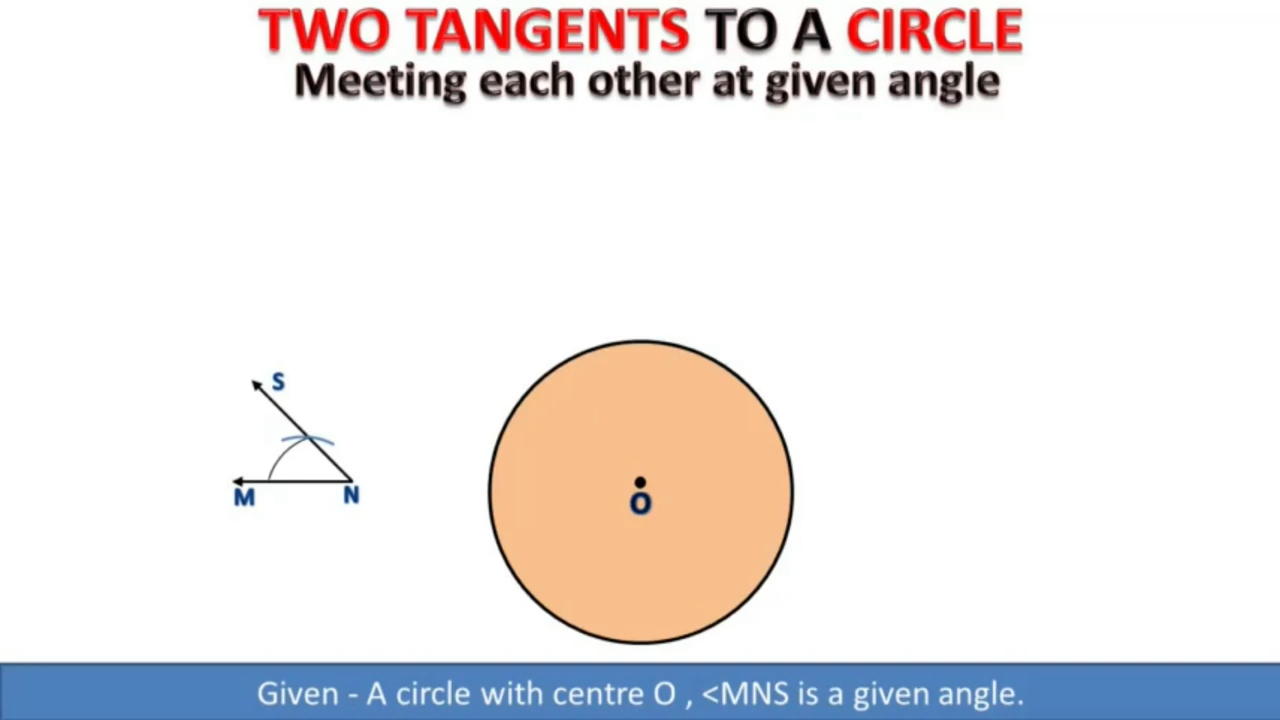 TWO TANGENTS TO A CIRCLE
Meeting each other at given angle
S
M
N
O
Given - A circle with centre O , <MNS is a given angle.